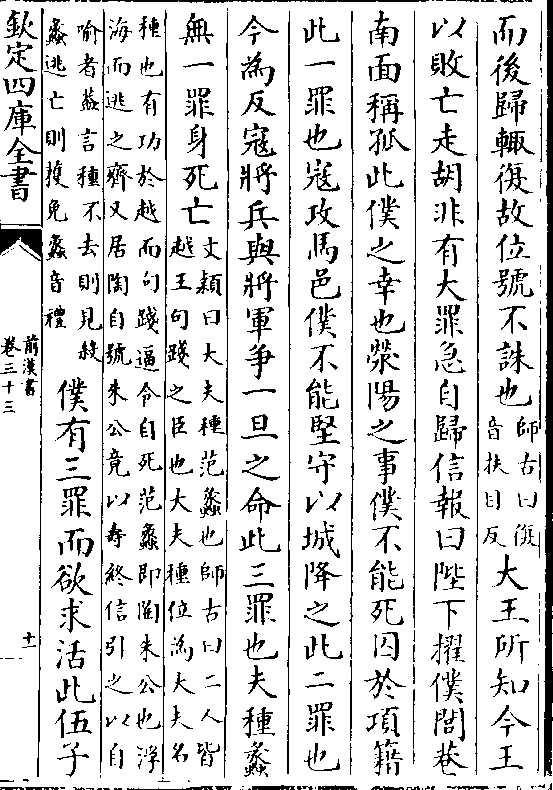 而後歸輙復故位號不誅也師古曰復
音扶目反大王所知今王
以敗亡走胡非有大罪急自歸信報曰陛下擢僕閭巷
南面稱孤此僕之幸也滎陽之事僕不能死囚於項籍
此一罪也寇攻馬邑僕不能堅守以城降之此二罪也
今為反寇將兵與將軍爭一旦之命此三罪也夫種蠡
無一罪身死亡文穎曰大夫種范蠡也師古曰二人皆
越王句踐之臣也大夫種位為大夫名
種也有功於越而句踐逼令自死范蠡即陶朱公也浮
海而逃之齊又居陶自號朱公竟以壽終信引之以自
喻者葢言種不去則見殺
蠡逃亡則獲免蠡音禮僕有三罪而欲求活此伍子
欽定四庫全書
前漢書
卷三十三
十一